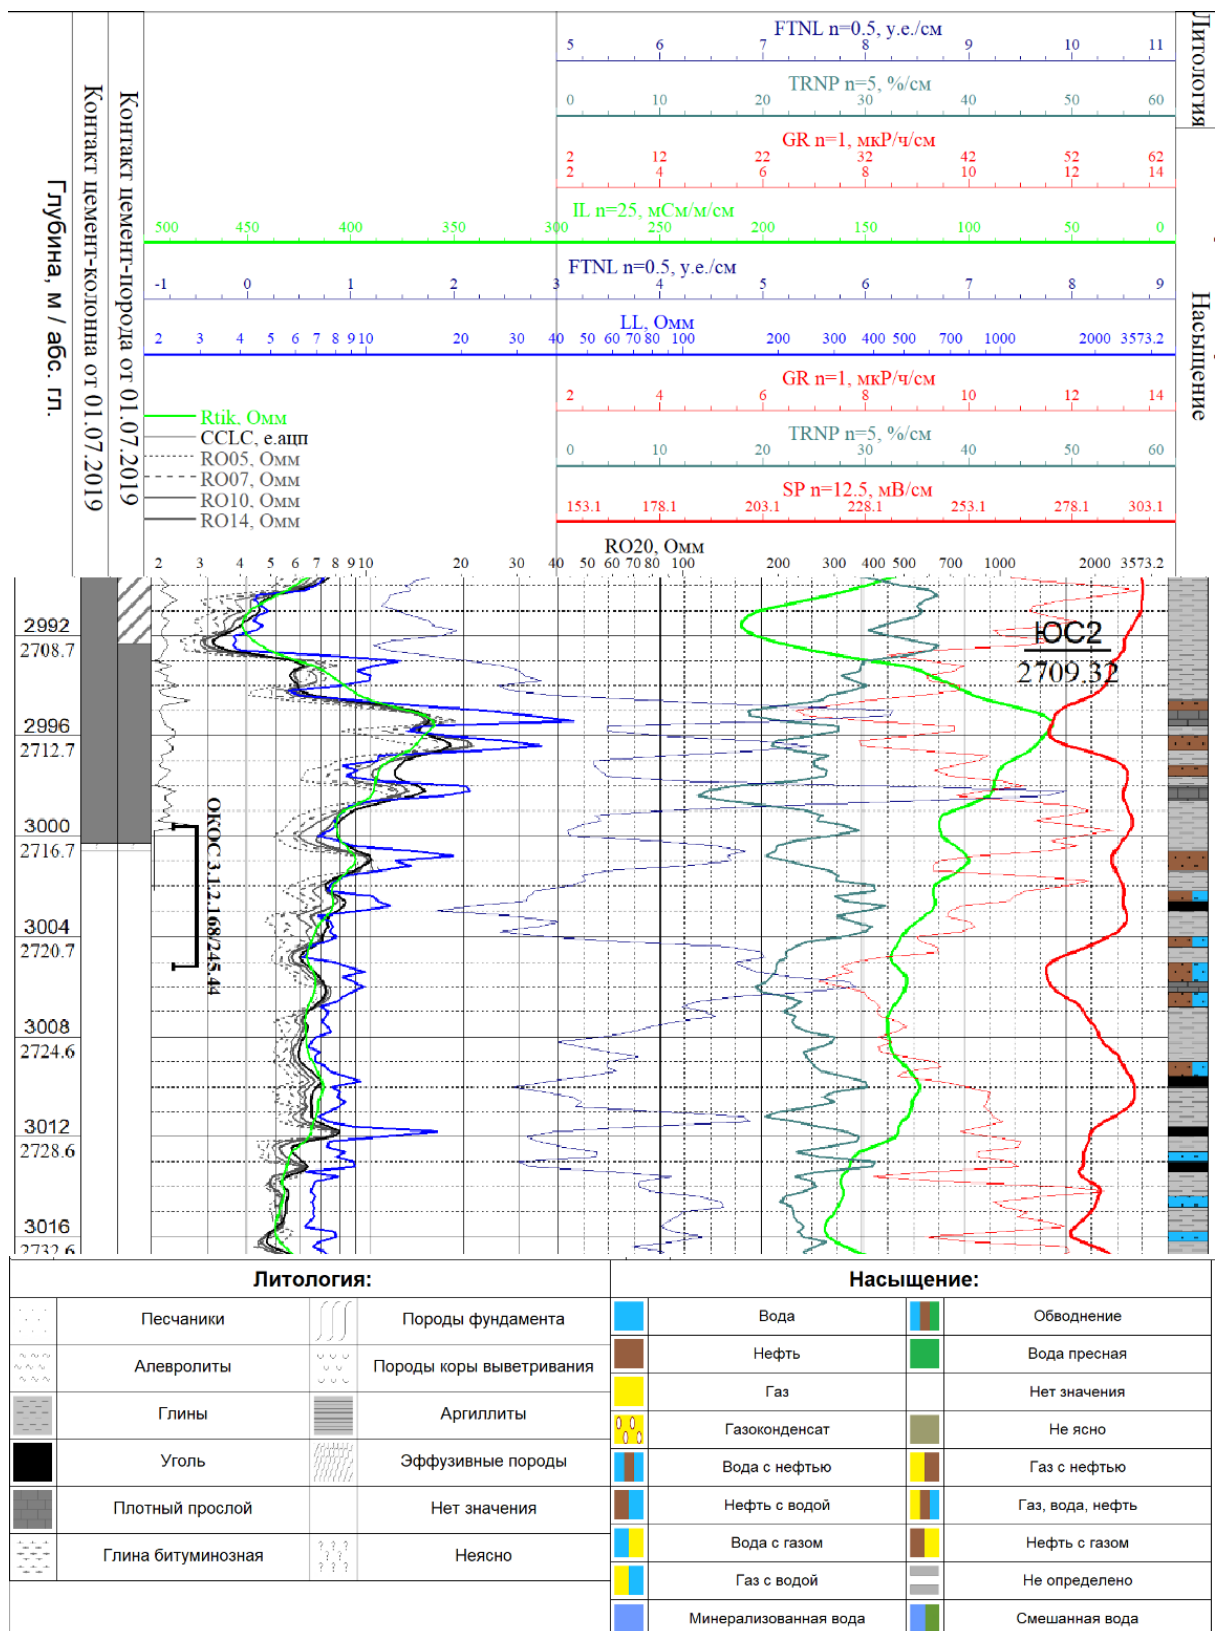 FTNL n=0.5, у.е./см
5 6 7 8 9 10 11
TRNP n=5, %/см
0 10 20 30 40 50 60
GR n=1, мкР/ч/см
2 12 22 32 42 52 62
2 4 6 8 10 12 14
IL n=25, мСм/м/см
500 450 400 350 300 250 200 150 100 50 0
FTNL n=0.5, у.е./см
-1 0 1 2 3 4 5 6 7 8 9
LL, Омм
2 3 4 5 6 7 8 9 10 20 30 40 50 60 70 80 100 200 300 400 500 700 1000 2000 3573.2
GR n=1, мкР/ч/см
2 4 6 8 10 12 14
TRNP n=5, %/см
0 10 20 30 40 50 60
SP n=12.5, мВ/см
153.1 178.1 203.1 228.1 253.1 278.1 303.1
RO20, Омм
2 3 4 5 6 7 8 9 10 20 30 40 50 60 70 80 100 200 300 400 500 700 1000 2000 3573.2
Rtik, Омм
CCLC, е.ацп
RO05, Омм
RO07, Омм
RO10, Омм
RO14, Омм
Глубина, м / абс. гл.
Контакт цемент-колонна от 01.07.2019
Контакт цемент-порода от 01.07.2019
Литология
Насыщение
2992
2708.7
ЮС2
2709.32
2996
2712.7
3000
2716.7
ОКОС 3.1.2.168/245.44
3004
2720.7
3008
2724.6
3012
2728.6
3016
2732.6
Литология:
Песчаники
Породы фундамента
Алевролиты
Породы коры выветривания
Глины
Аргиллиты
Уголь
Эффузивные породы
Плотный прослой
Нет значения
Глина битуминозная
Неясно
Насыщение:
Вода
Обводнение
Нефть
Вода пресная
Газ
Нет значения
Газоконденсат
Не ясно
Вода с нефтью
Газ с нефтью
Нефть с водой
Газ, вода, нефть
Вода с газом
Нефть с газом
Газ с водой
Не определено
Минерализованная вода
Смешанная вода